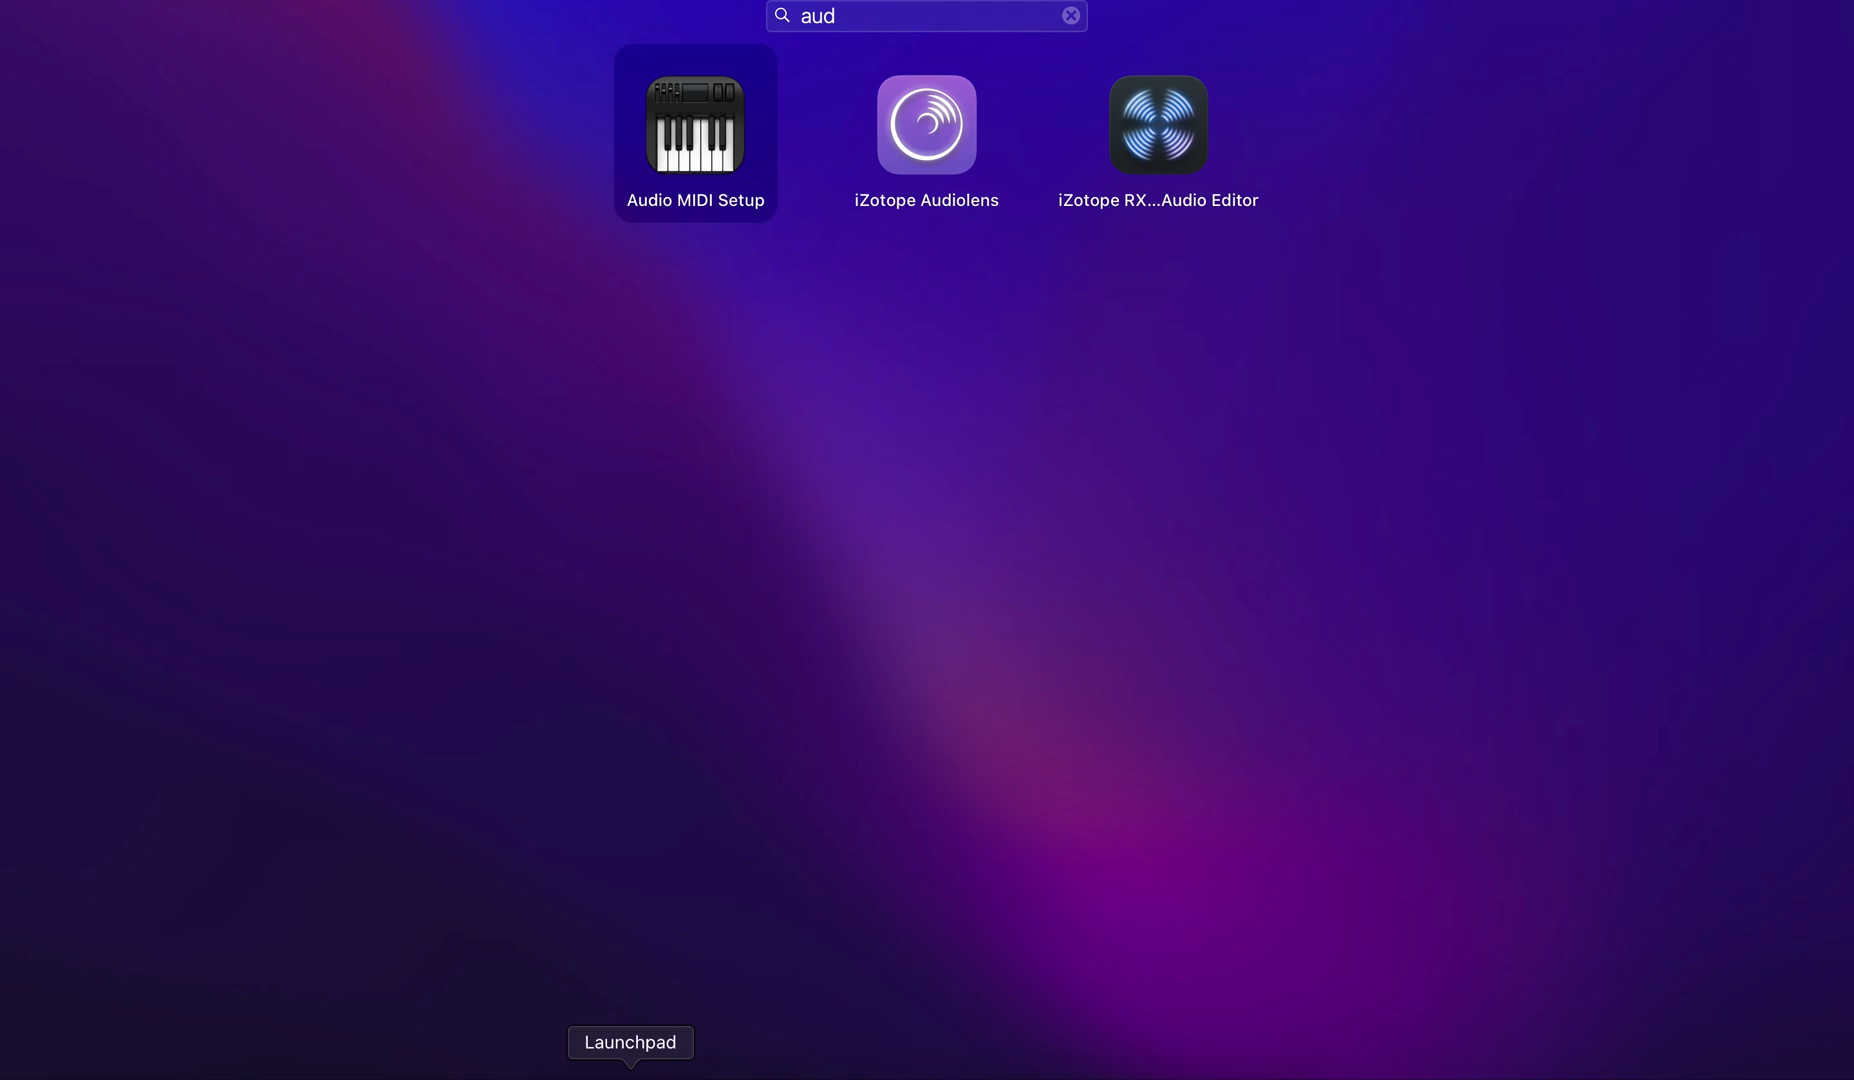 aud
Audio MIDI Setup
iZotope Audiolens
iZotope RX...Audio Editor
Launchpad